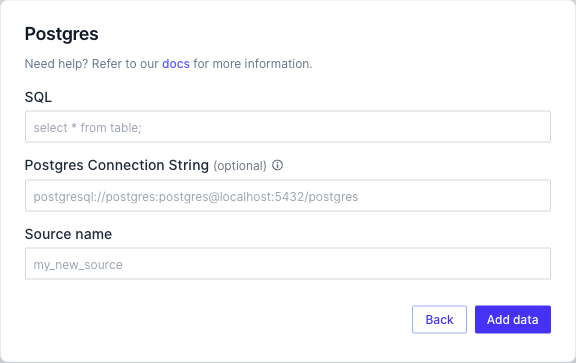 Postgres
Need help? Refer to our docs for more information.
SQL
select * from table;
Postgres Connection String (optional)
postgresql://postgres:postgres@localhost:5432/postgres
Source name
my_new_source
Back Add data